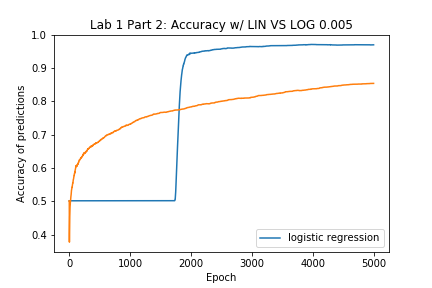 Lab 1 Part 2: Accuracy w/ LIN VS LOG 0.005
1.0
0.9
0.8
0.7
0.6
0.5
0.4
Accuracy of predictions
logistic regression
0 1000 2000 3000 4000 5000
Epoch